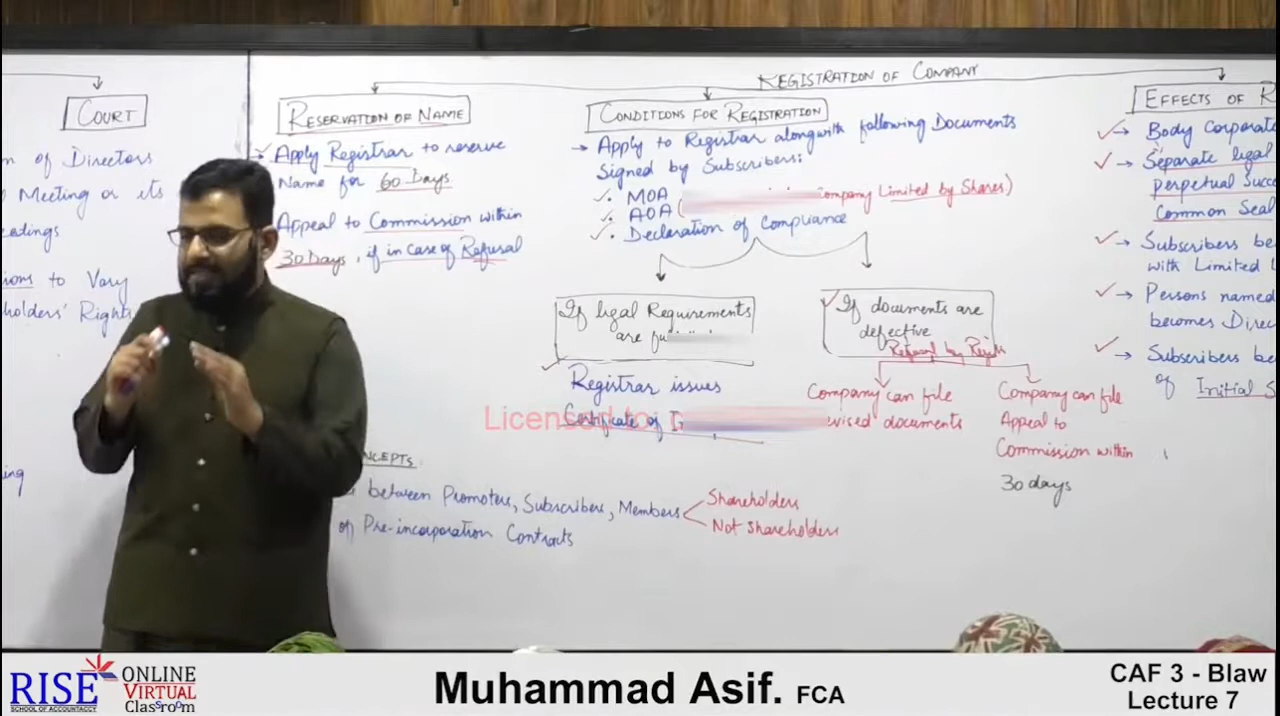 REGISTRATION OF COMPANY
COURT
n of Directors
Meeting or its
eedings
ions to Vary
holders' Rights
ing
RESERVATION OF NAME
→ Apply Registrar to reserve
Name for 60 Days
Appeal to Commission within
30 Days, if in case of Refusal
CONDITIONS FOR REGISTRATION
→ Apply to Registrar alongwith following Documents
Signed by Subscribers:
MOA
Company Limited by Shares)
AOA (
Declaration of Compliance
If legal Requirements
are fu
Registrar issues
Certificate of I
If documents are
defective
Refusal by
Company can file
vised documents
Company can file
Appeal to
Commission within
30 days
EFFECTS OF R
→ Body Corporate
→ Separate legal
perpetual Succ
Common Seal
→ Subscribers be
with Limited
→ Persons named
becomes Direc
→ Subscribers be
of Initial S
NCEPTS
between Promoters, Subscribers, Members
Shareholders
Not Shareholders
of Pre-incorporation Contracts
Licensed to
RISE
SCHOOL OF ACCOUNTANCY
ONLINE
VIRTUAL
Classroom
Muhammad Asif. FCA
CAF 3 - Blaw
Lecture 7